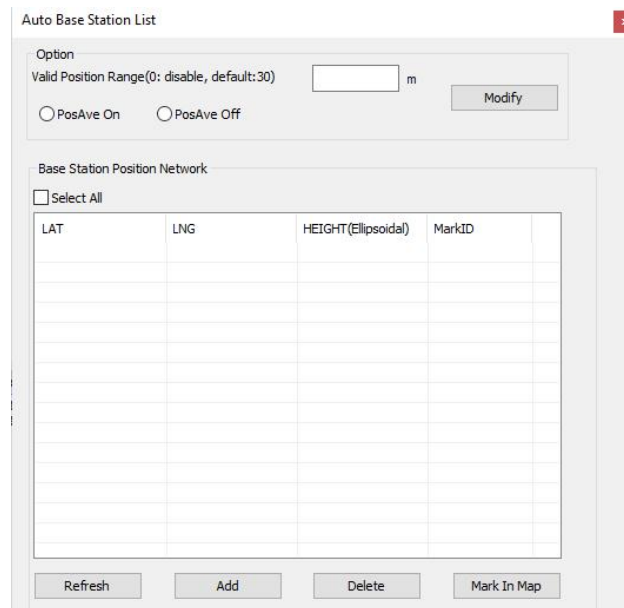 Auto Base Station List
Option
Valid Position Range(0: disable, default:30) m
Modify
PosAve On PosAve Off
Base Station Position Network
Select All
LAT LNG HEIGHT(Ellipsoidal) MarkID
Refresh Add Delete Mark In Map